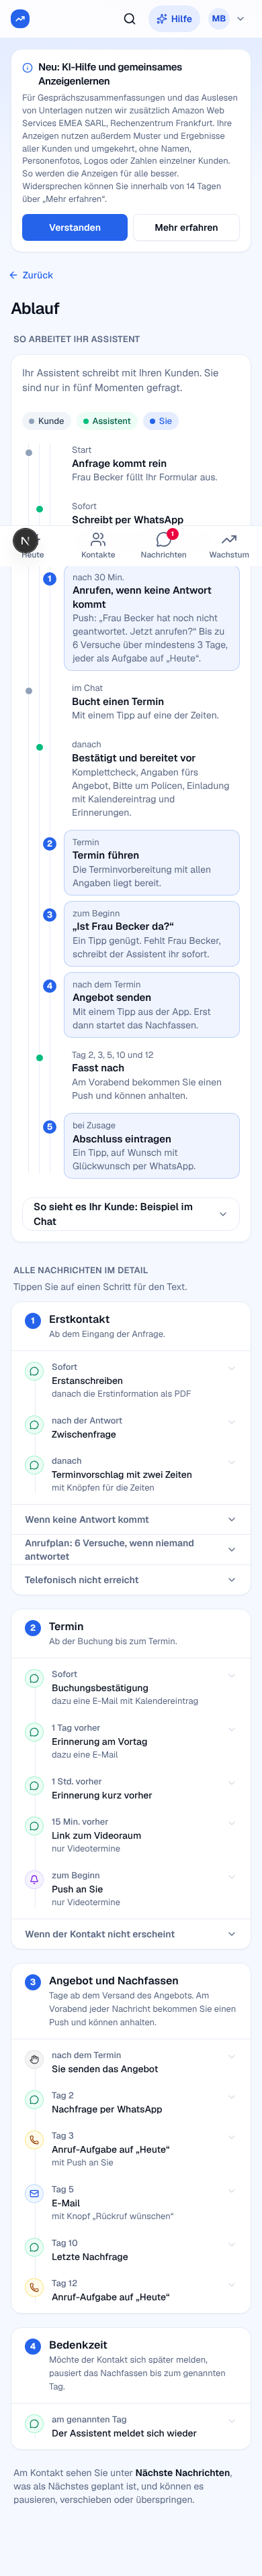 Hilfe
MB
Neu: KI-Hilfe und gemeinsames
Anzeigenlernen
Für Gesprächszusammenfassungen und das Auslesen
von Unterlagen nutzen wir zusätzlich Amazon Web
Services EMEA SARL, Rechenzentrum Frankfurt. Ihre
Anzeigen nutzen außerdem Muster und Ergebnisse
aller Kunden und umgekehrt, ohne Namen,
Personenfotos, Logos oder Zahlen einzelner Kunden.
So werden die Anzeigen für alle besser.
Widersprechen können Sie innerhalb von 14 Tagen
über „Mehr erfahren“.
Verstanden
Mehr erfahren
Zurück
Ablauf
SO ARBEITET IHR ASSISTENT
Ihr Assistent schreibt mit Ihren Kunden. Sie
sind nur in fünf Momenten gefragt.
Kunde
Assistent
Sie
Start
Anfrage kommt rein
Frau Becker füllt Ihr Formular aus.
Sofort
Schreibt per WhatsApp
N
1
Heute
Kontakte
Nachrichten
Wachstum
1
nach 30 Min.
Anrufen, wenn keine Antwort
kommt
Push: „Frau Becker hat noch nicht
geantwortet. Jetzt anrufen?“ Bis zu
6 Versuche über mindestens 3 Tage,
jeder als Aufgabe auf „Heute“.
im Chat
Bucht einen Termin
Mit einem Tipp auf eine der Zeiten.
danach
Bestätigt und bereitet vor
Komplettcheck, Angaben fürs
Angebot, Bitte um Policen, Einladung
mit Kalendereintrag und
Erinnerungen.
2
Termin
Termin führen
Die Terminvorbereitung mit allen
Angaben liegt bereit.
3
zum Beginn
„Ist Frau Becker da?“
Ein Tipp genügt. Fehlt Frau Becker,
schreibt der Assistent ihr sofort.
4
nach dem Termin
Angebot senden
Mit einem Tipp aus der App. Erst
dann startet das Nachfassen.
Tag 2, 3, 5, 10 und 12
Fasst nach
Am Vorabend bekommen Sie einen
Push und können anhalten.
5
bei Zusage
Abschluss eintragen
Ein Tipp, auf Wunsch mit
Glückwunsch per WhatsApp.
So sieht es Ihr Kunde: Beispiel im
Chat
ALLE NACHRICHTEN IM DETAIL
Tippen Sie auf einen Schritt für den Text.
1
Erstkontakt
Ab dem Eingang der Anfrage.
Sofort
Erstanschreiben
danach die Erstinformation als PDF
nach der Antwort
Zwischenfrage
danach
Terminvorschlag mit zwei Zeiten
mit Knöpfen für die Zeiten
Wenn keine Antwort kommt
Anrufplan: 6 Versuche, wenn niemand
antwortet
Telefonisch nicht erreicht
2
Termin
Ab der Buchung bis zum Termin.
Sofort
Buchungsbestätigung
dazu eine E-Mail mit Kalendereintrag
1 Tag vorher
Erinnerung am Vortag
dazu eine E-Mail
1 Std. vorher
Erinnerung kurz vorher
15 Min. vorher
Link zum Videoraum
nur Videotermine
zum Beginn
Push an Sie
nur Videotermine
Wenn der Kontakt nicht erscheint
3
Angebot und Nachfassen
Tage ab dem Versand des Angebots. Am
Vorabend jeder Nachricht bekommen Sie einen
Push und können anhalten.
nach dem Termin
Sie senden das Angebot
Tag 2
Nachfrage per WhatsApp
Tag 3
Anruf-Aufgabe auf „Heute“
mit Push an Sie
Tag 5
E-Mail
mit Knopf „Rückruf wünschen“
Tag 10
Letzte Nachfrage
Tag 12
Anruf-Aufgabe auf „Heute“
4
Bedenkzeit
Möchte der Kontakt sich später melden,
pausiert das Nachfassen bis zum genannten
Tag.
am genannten Tag
Der Assistent meldet sich wieder
Am Kontakt sehen Sie unter Nächste Nachrichten,
was als Nächstes geplant ist, und können es
pausieren, verschieben oder überspringen.